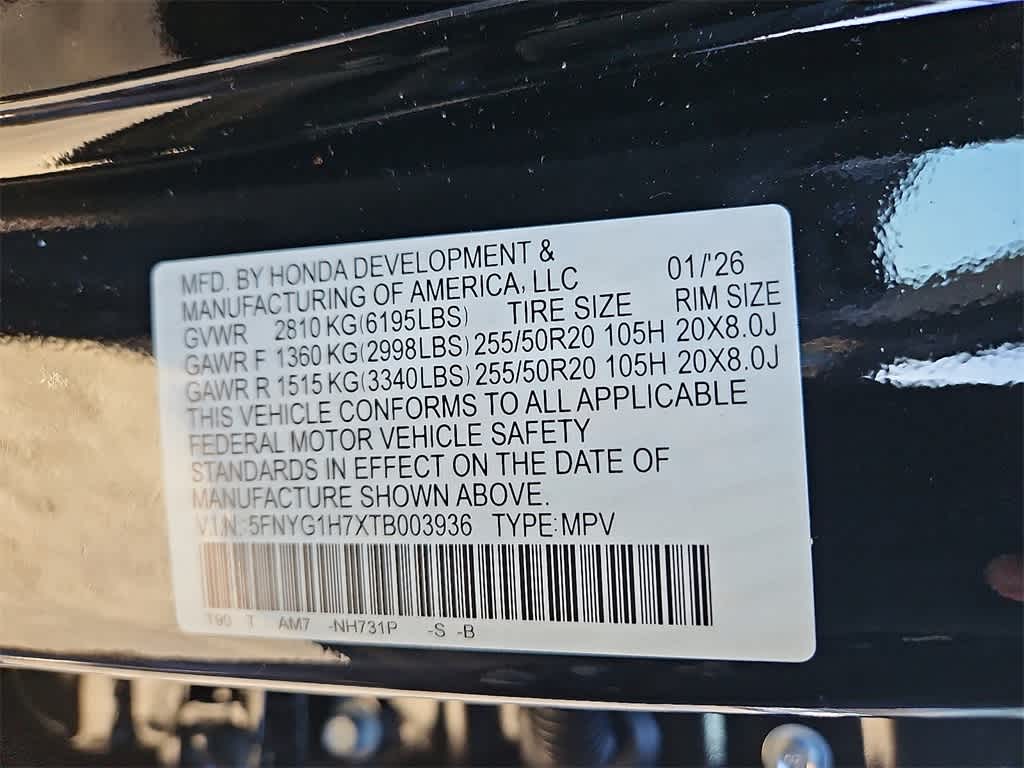 MFD. BY HONDA DEVELOPMENT & 01/'26
MANUFACTURING OF AMERICA, LLC
GVWR 2810 KG(6195LBS) TIRE SIZE RIM SIZE
GAWR F 1360 KG(2998LBS) 255/50R20 105H 20X8.0J
GAWR R 1515 KG(3340LBS) 255/50R20 105H 20X8.0J
THIS VEHICLE CONFORMS TO ALL APPLICABLE
FEDERAL MOTOR VEHICLE SAFETY
STANDARDS IN EFFECT ON THE DATE OF
MANUFACTURE SHOWN ABOVE.
V.I.N.: 5FNYG1H7XTB003936 TYPE:MPV
T90 T AM7 -NH731P -S -B